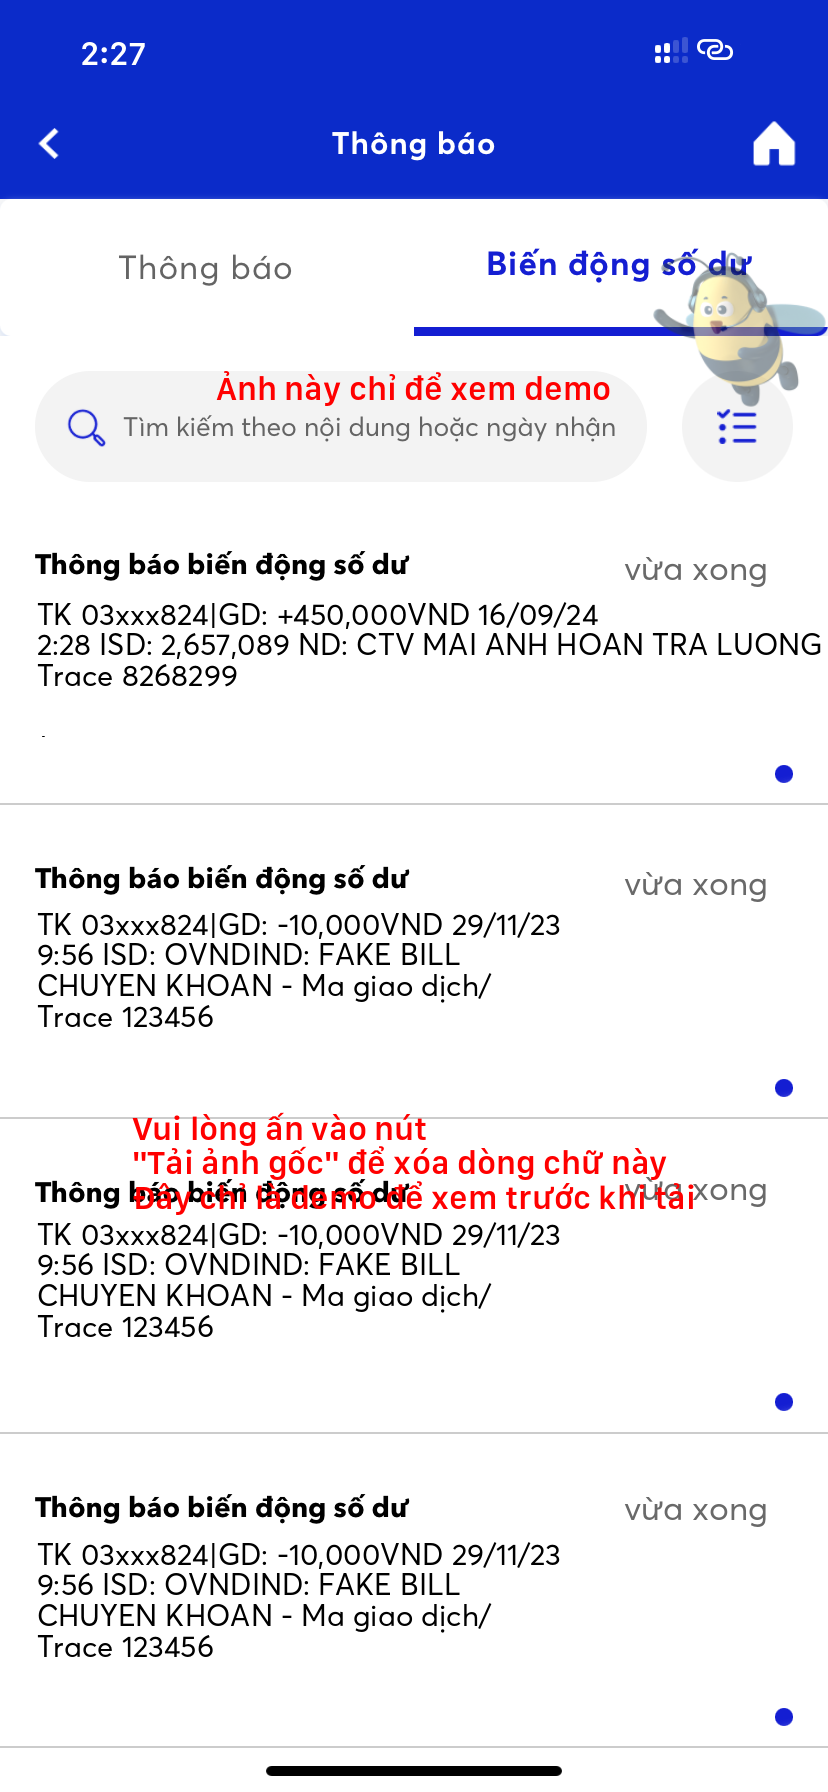 2:27
Thông báo
Thông báo
Biến động số dư
Ảnh này chỉ để xem demo
Tìm kiếm theo nội dung hoặc ngày nhận
Thông báo biến động số dư
vừa xong
TK 03xxx824|GD: +450,000VND 16/09/24
2:28 ISD: 2,657,089 ND: CTV MAI ANH HOAN TRA LUONG
Trace 8268299
.
Thông báo biến động số dư
vừa xong
TK 03xxx824|GD: -10,000VND 29/11/23
9:56 ISD: OVNDIND: FAKE BILL
CHUYEN KHOAN - Ma giao dịch/
Trace 123456
Vui lòng ấn vào nút
"Tải ảnh gốc" để xóa dòng chữ này
Đây chỉ là demo để xem trước khi tải
Thông báo biến động số dư
vừa xong
TK 03xxx824|GD: -10,000VND 29/11/23
9:56 ISD: OVNDIND: FAKE BILL
CHUYEN KHOAN - Ma giao dịch/
Trace 123456
Thông báo biến động số dư
vừa xong
TK 03xxx824|GD: -10,000VND 29/11/23
9:56 ISD: OVNDIND: FAKE BILL
CHUYEN KHOAN - Ma giao dịch/
Trace 123456